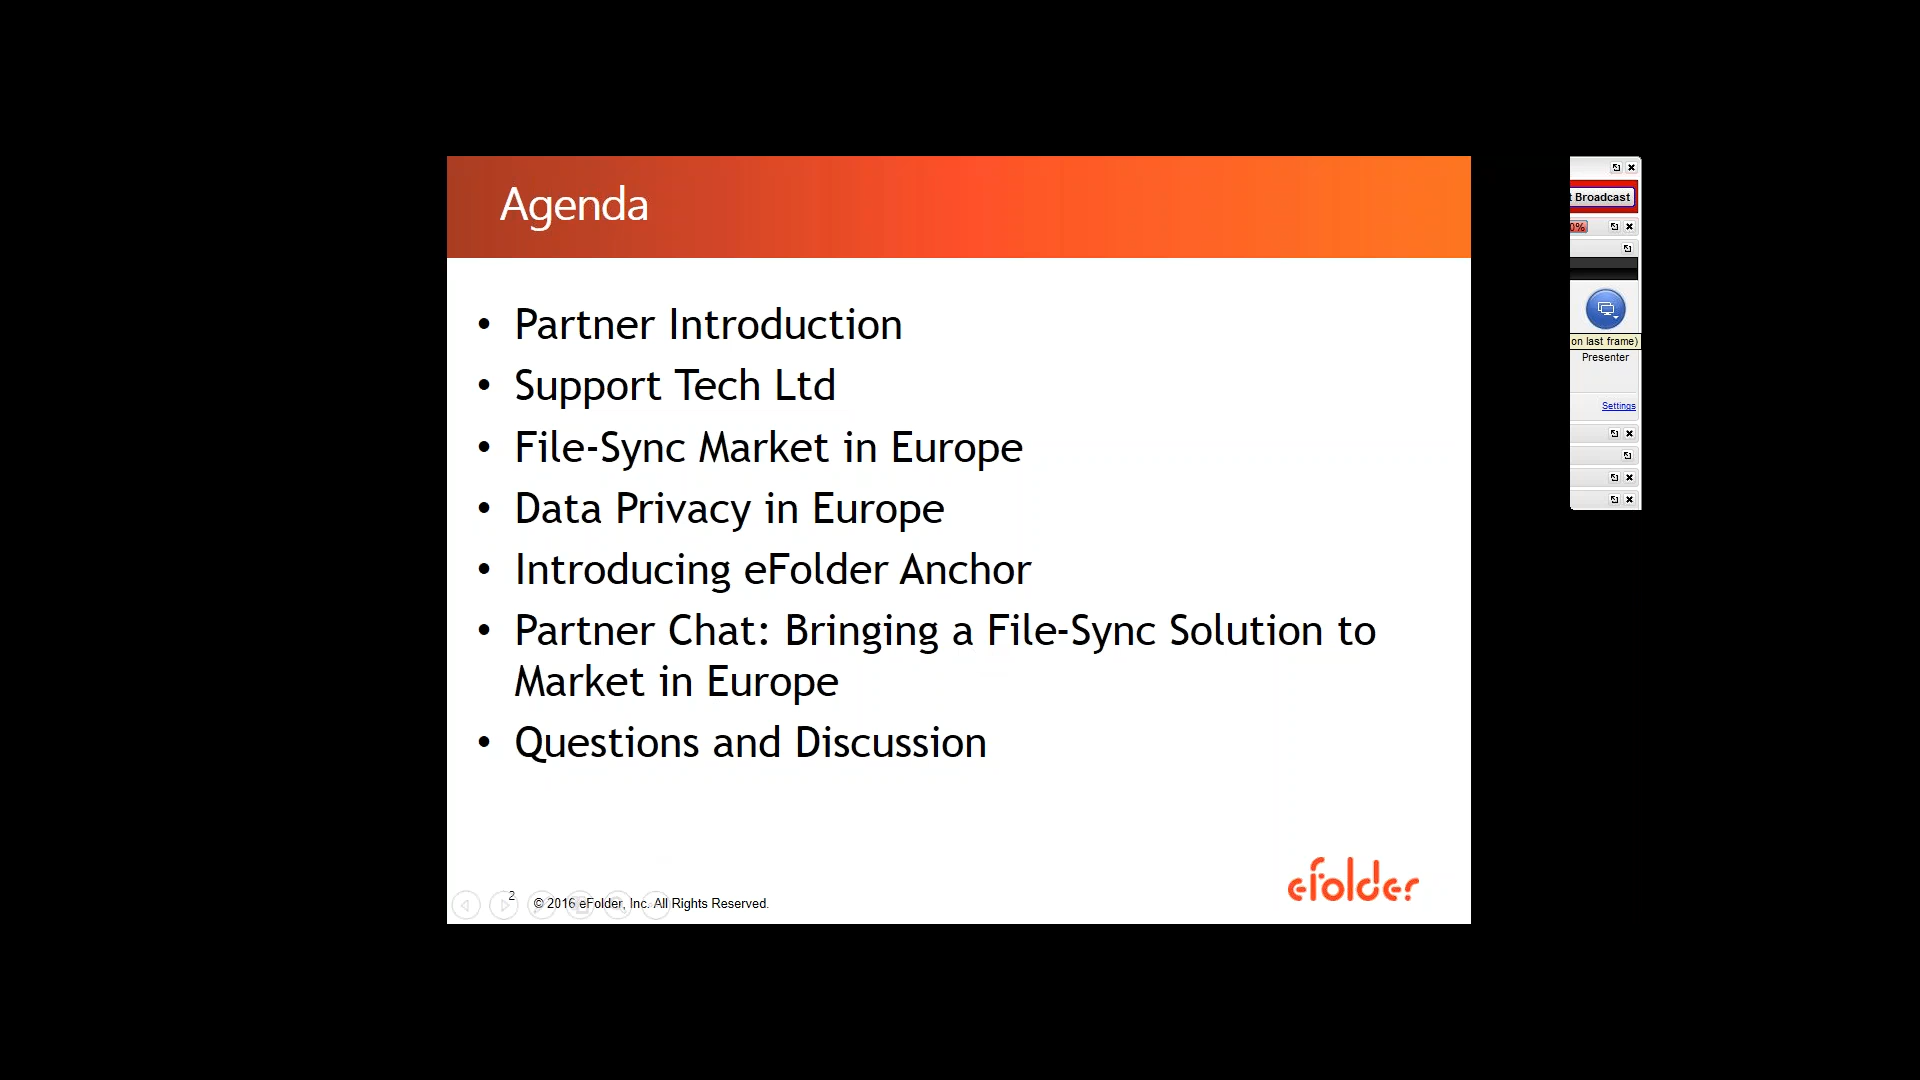 Agenda
• Partner Introduction
• Support Tech Ltd
• File-Sync Market in Europe
• Data Privacy in Europe
• Introducing eFolder Anchor
• Partner Chat: Bringing a File-Sync Solution to
Market in Europe
• Questions and Discussion
2
© 2016 eFolder, Inc. All Rights Reserved.
efolder
t Broadcast
0%
on last frame)
Presenter
Settings